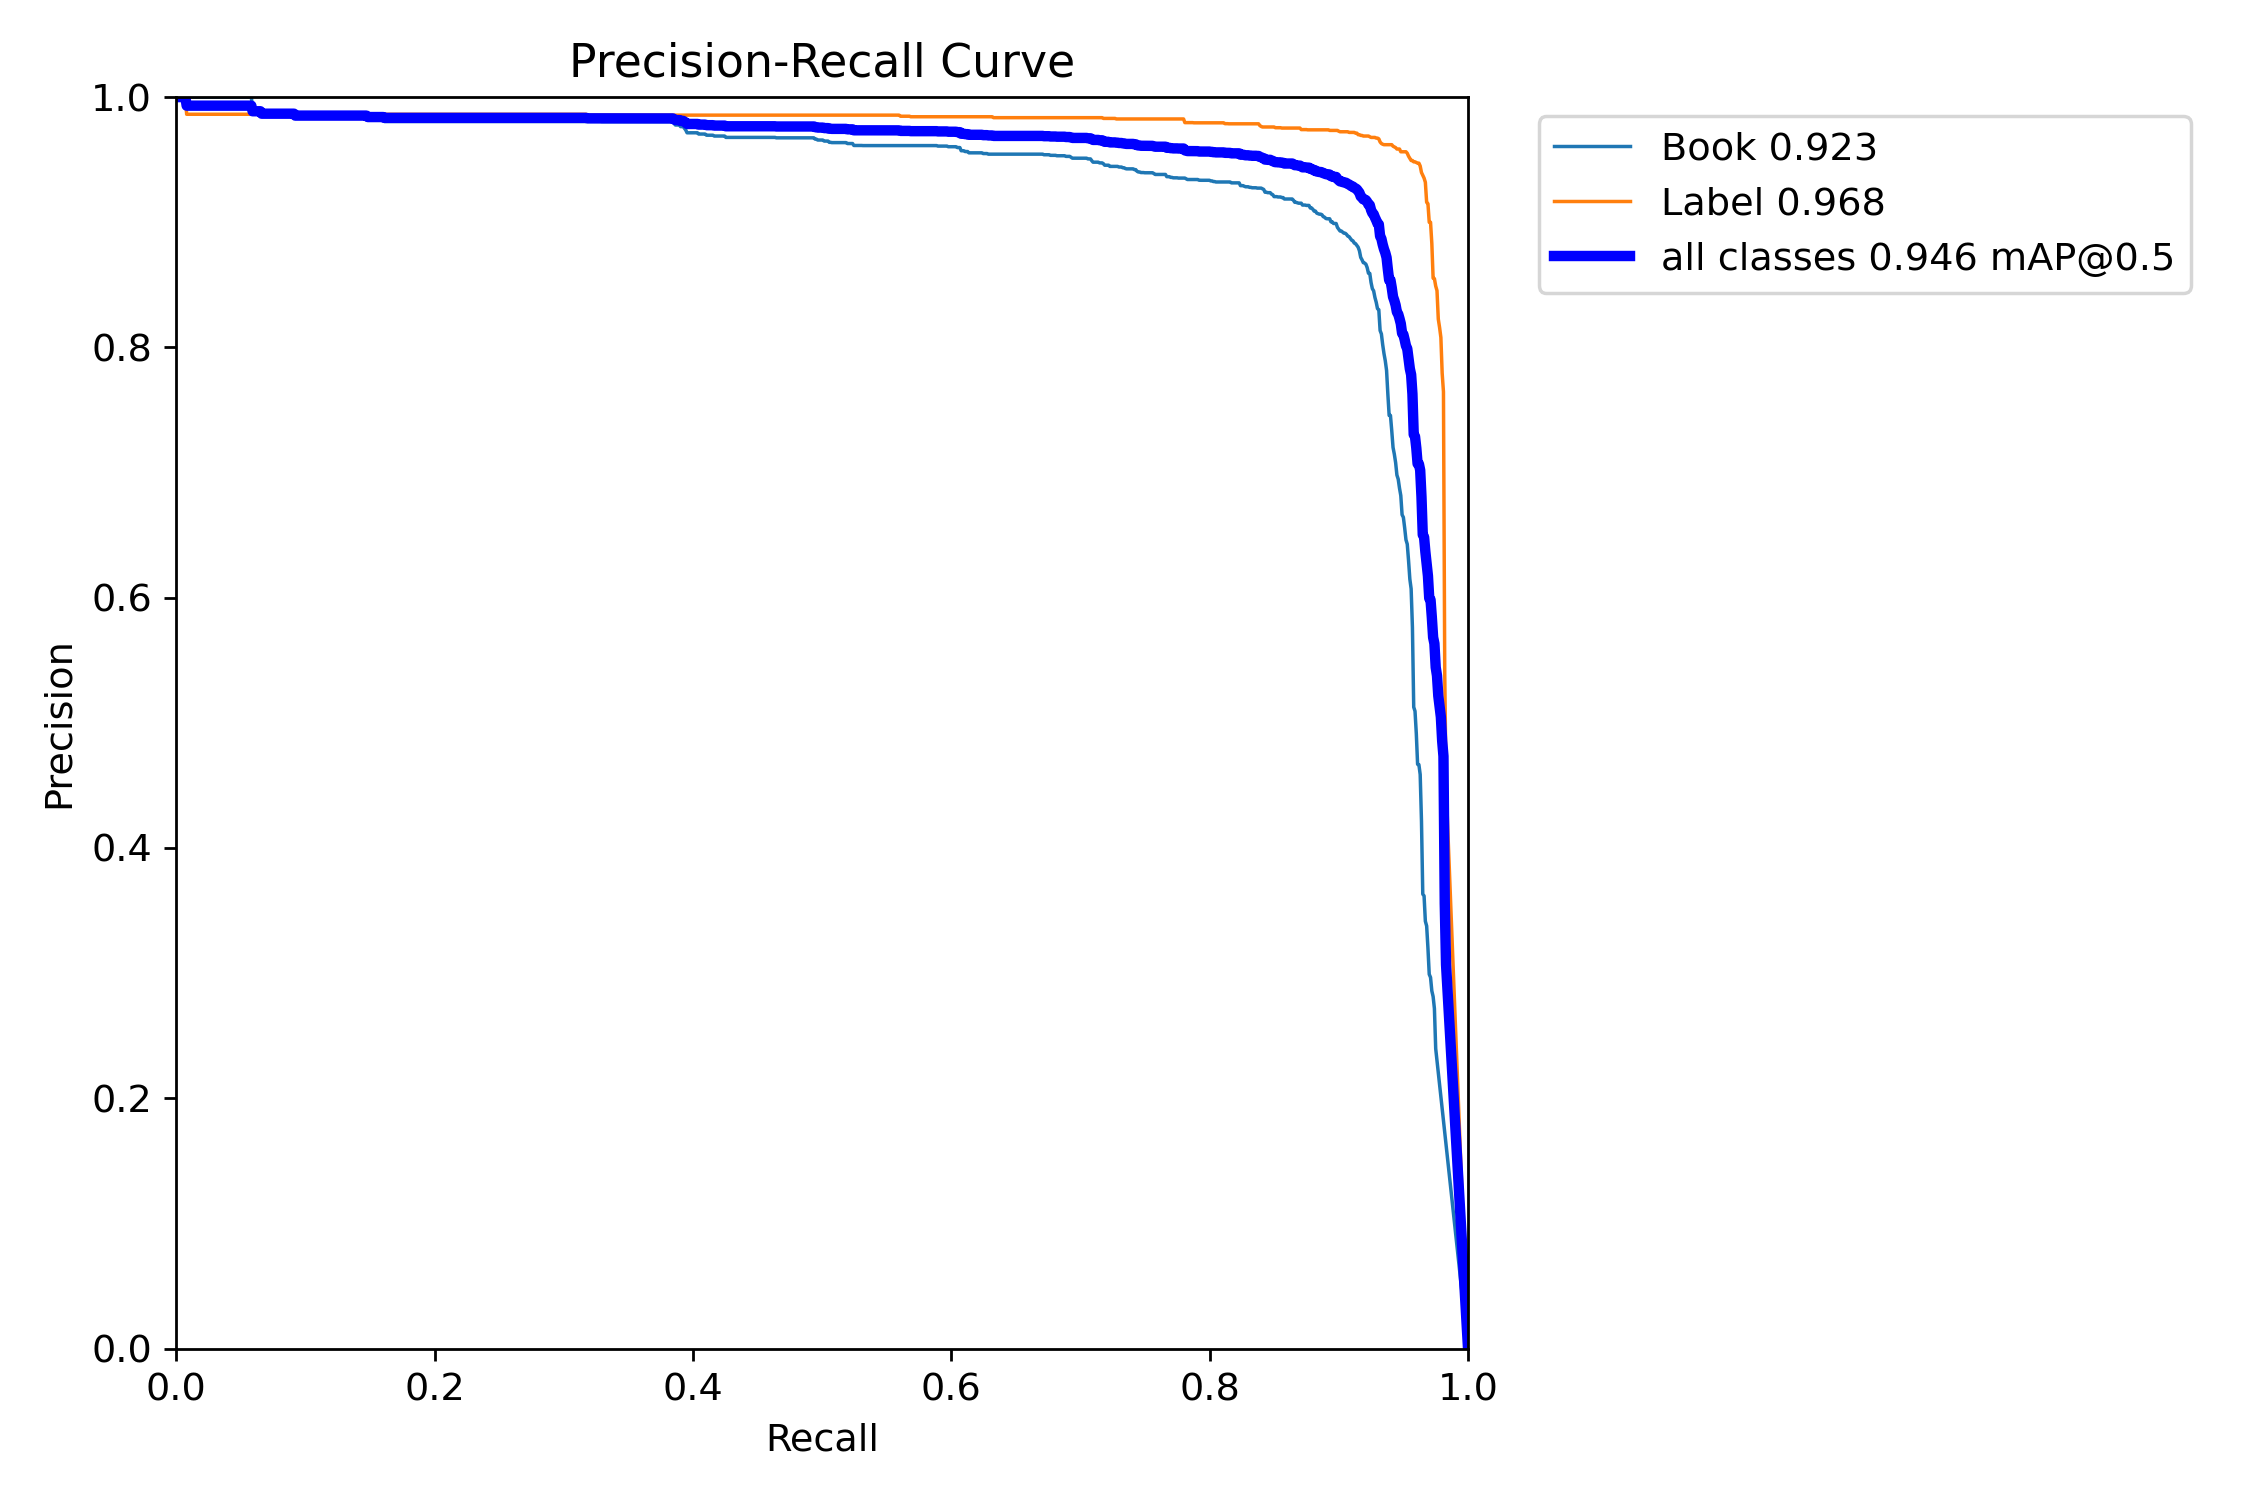 Precision-Recall Curve
1.0
0.8
0.6
0.4
0.2
0.0
Precision
0.0 0.2 0.4 0.6 0.8 1.0
Recall
Book 0.923
Label 0.968
all classes 0.946 mAP@0.5